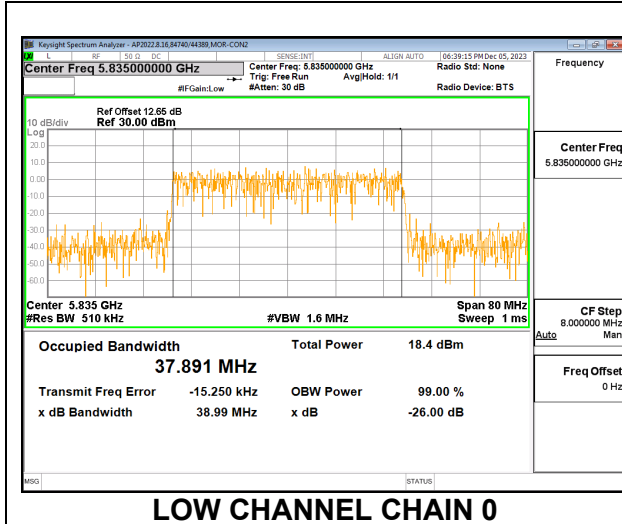 Keysight Spectrum Analyzer - AP2022.8.16,84740/44389,MOR-CON2
L RF 50 Ω DC SENSE:INT ALIGN AUTO 06:39:15 PM Dec 05, 2023
Center Freq 5.835000000 GHz
Center Freq: 5.835000000 GHz
Radio Std: None
Trig: Free Run Avg|Hold: 1/1
#IFGain:Low #Atten: 30 dB Radio Device: BTS
Frequency
Ref Offset 12.65 dB
10 dB/div Ref 30.00 dBm
Log
20.0
10.0
0.00
-10.0
-20.0
-30.0
-40.0
-50.0
-60.0
Center Freq
5.835000000 GHz
Center 5.835 GHz Span 80 MHz
#Res BW 510 kHz #VBW 1.6 MHz Sweep 1 ms
CF Step
8.000000 MHz
Auto Man
Freq Offset
0 Hz
Occupied Bandwidth Total Power 18.4 dBm
37.891 MHz
Transmit Freq Error -15.250 kHz OBW Power 99.00 %
x dB Bandwidth 38.99 MHz x dB -26.00 dB
MSG STATUS
LOW CHANNEL CHAIN 0